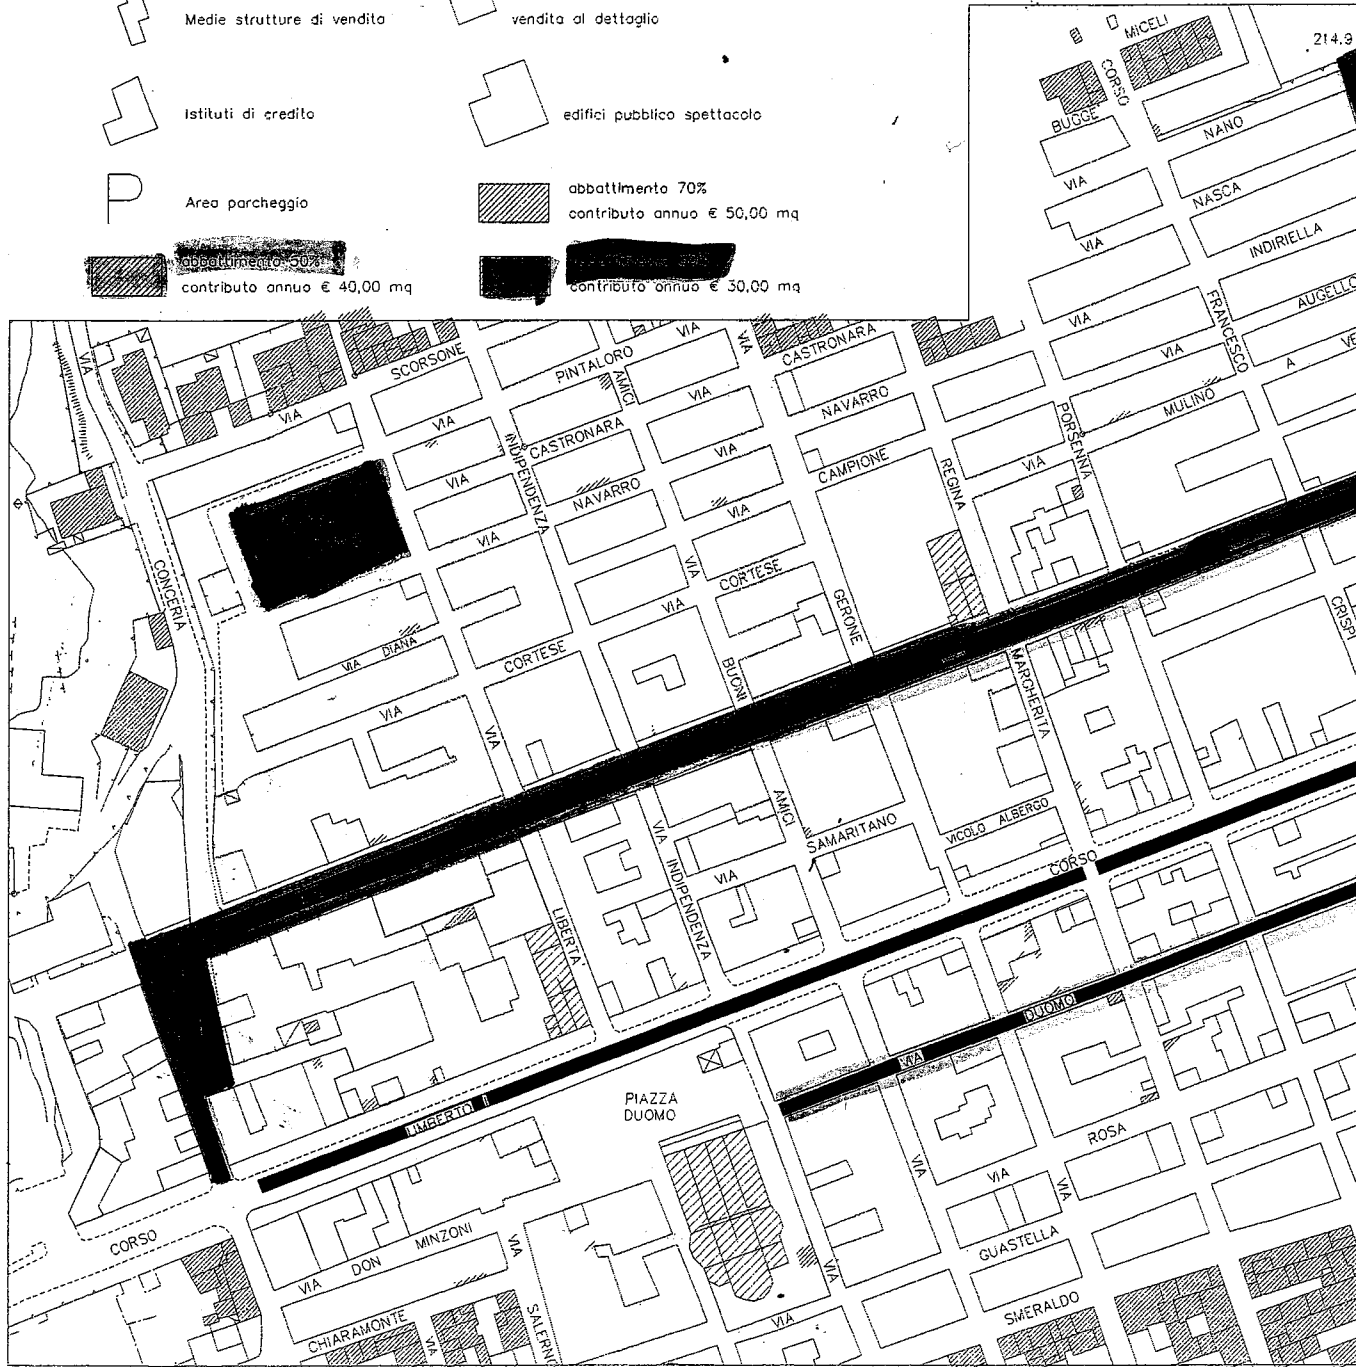 Medie strutture di vendita
vendita al dettaglio
Istituti di credito
edifici pubblico spettacolo
P
Area parcheggio
abbattimento 70%
contributo annuo € 50,00 mq
abbattimento 50%
contributo annuo € 40,00 mq
contributo annuo € 30,00 mq
MICELI
214.9
CORSO
BUGGE
NANO
VIA
NASCA
VIA
INDIRIELLA
FRANCESCO
AUGELLO
VIA
VIA
A
VE
MULINO
VIA
SCORSONE
VIA
PINTALORO
AMICI
VIA
VIA
CASTRONARA
VIA
VIA
INDIPENDENZA
CASTRONARA
VIA
NAVARRO
PORSENNA
VIA
NAVARRO
VIA
CAMPIONE
REGINA
VIA
VIA
VIA
CONCERIA
VIA
CORTESE
GERONE
VIA
DIANA
VIA
CORTESE
BUONI
MARGHERITA
CRISPI
VIA
VIA
AMICI
SAMARITANO
VICOLO ALBERGO
VIA
INDIPENDENZA
VIA
CORSO
LIBERTA'
DUOMO
VIA
UMBERTO I
PIAZZA
DUOMO
ROSA
VIA
VIA
VIA
CORSO
VIA DON MINZONI
VIA
GUASTELLA
VIA
SALERNO
CHIARAMONTE
VIA
VIA
SMERALDO